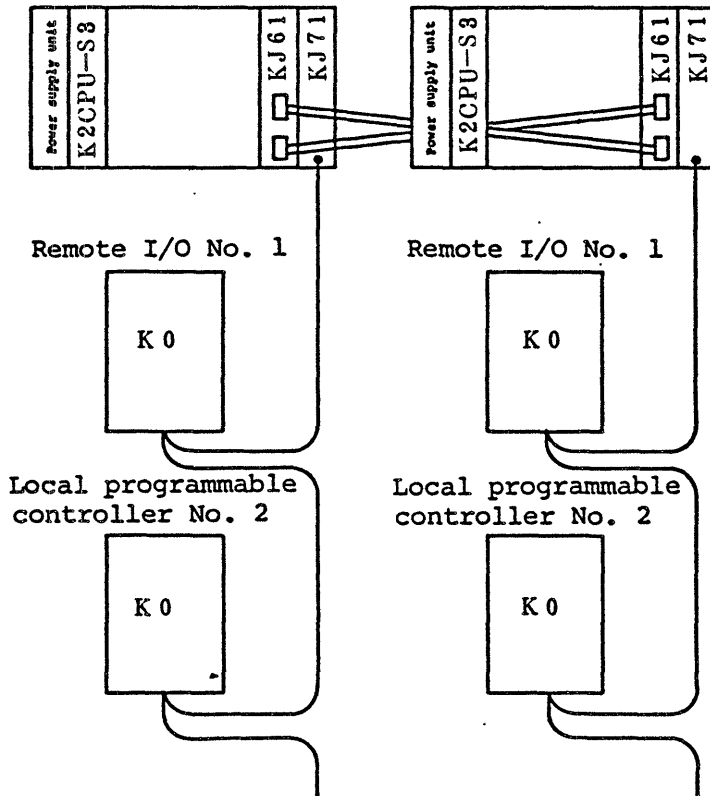 Power supply unit
K2CPU-S3
KJ61
KJ71
Power supply unit
K2CPU-S3
KJ61
KJ71
Remote I/O No. 1
Remote I/O No. 1
K0
K0
Local programmable
controller No. 2
Local programmable
controller No. 2
K0
K0